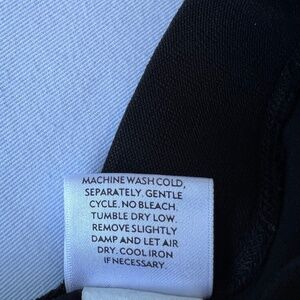 MACHINE WASH COLD,
SEPARATELY. GENTLE
CYCLE. NO BLEACH.
TUMBLE DRY LOW.
REMOVE SLIGHTLY
DAMP AND LET AIR
DRY. COOL IRON
IF NECESSARY.